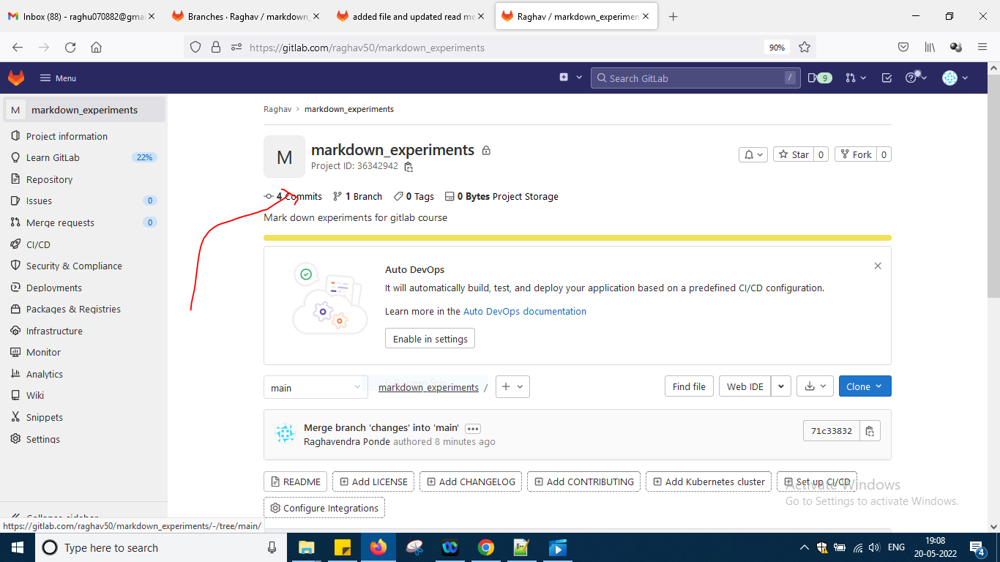 Inbox (88) - raghu070882@gmai
Branches · Raghav / markdown_
added file and updated read me
Raghav / markdown_experiment
https://gitlab.com/raghav50/markdown_experiments
90%
Menu
Search GitLab
/
9
M markdown_experiments
Project information
Learn GitLab 22%
Repository
Issues 0
Merge requests 0
CI/CD
Security & Compliance
Deployments
Packages & Registries
Infrastructure
Monitor
Analytics
Wiki
Snippets
Settings
Collapse sidebar
Raghav › markdown_experiments
M
markdown_experiments
Project ID: 36342942
Star 0
Fork 0
4 Commits 1 Branch 0 Tags 0 Bytes Project Storage
Mark down experiments for gitlab course
Auto DevOps
It will automatically build, test, and deploy your application based on a predefined CI/CD configuration.
Learn more in the Auto DevOps documentation
Enable in settings
main
markdown_experiments /
Find file
Web IDE
Clone
Merge branch 'changes' into 'main'
Raghavendra Ponde authored 8 minutes ago
71c33832
README
Add LICENSE
Add CHANGELOG
Add CONTRIBUTING
Add Kubernetes cluster
Set up CI/CD
Configure Integrations
Activate Windows
Go to Settings to activate Windows.
https://gitlab.com/raghav50/markdown_experiments/-/tree/main/
Type here to search
ENG
19:08
20-05-2022
4